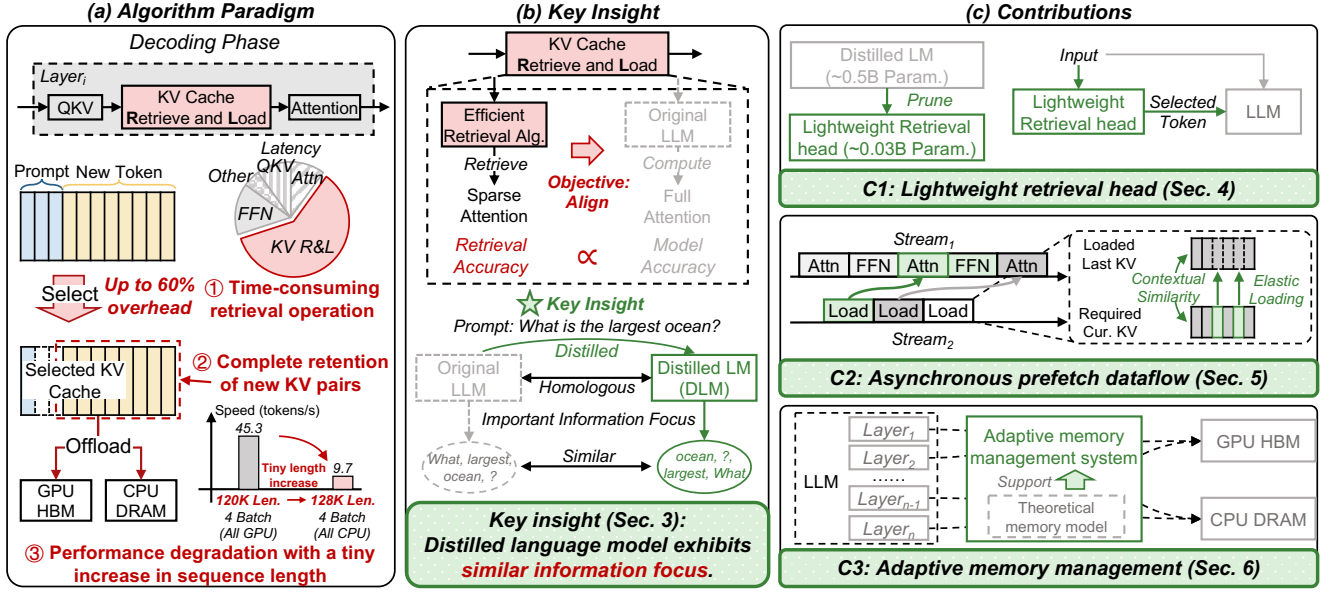 (a) Algorithm Paradigm
Decoding Phase
Layer_i
QKV
KV Cache
Retrieve and Load
Attention
Prompt
New Token
Latency
Other
QKV
Attn
FFN
KV R&L
Select
Up to 60%
overhead
① Time-consuming
retrieval operation
Selected KV
Cache
② Complete retention
of new KV pairs
Offload
GPU
HBM
CPU
DRAM
Speed (tokens/s)
45.3
Tiny length
increase
9.7
120K Len.
128K Len.
4 Batch
(All GPU)
4 Batch
(All CPU)
③ Performance degradation with a tiny
increase in sequence length
(b) Key Insight
KV Cache
Retrieve and Load
Efficient
Retrieval Alg.
Original
LLM
Retrieve
Objective:
Align
Compute
Sparse
Attention
Full
Attention
Retrieval
Accuracy
∝
Model
Accuracy
Key Insight
Prompt: What is the largest ocean?
Distilled
Original
LLM
Homologous
Distilled LM
(DLM)
Important Information Focus
What, largest,
ocean, ?
Similar
ocean, ?,
largest, What
Key insight (Sec. 3):
Distilled language model exhibits
similar information focus.
(c) Contributions
Distilled LM
(~0.5B Param.)
Prune
Lightweight Retrieval
head (~0.03B Param.)
Input
Lightweight
Retrieval head
Selected
Token
LLM
C1: Lightweight retrieval head (Sec. 4)
Stream_1
Attn
FFN
Attn
FFN
Attn
Load
Load
Load
Stream_2
Loaded
Last KV
Contextual
Similarity
Elastic
Loading
Required
Cur. KV
C2: Asynchronous prefetch dataflow (Sec. 5)
LLM
Layer_1
Layer_2
......
Layer_n-1
Layer_n
Adaptive memory
management system
Support
Theoretical
memory model
GPU HBM
CPU DRAM
C3: Adaptive memory management (Sec. 6)